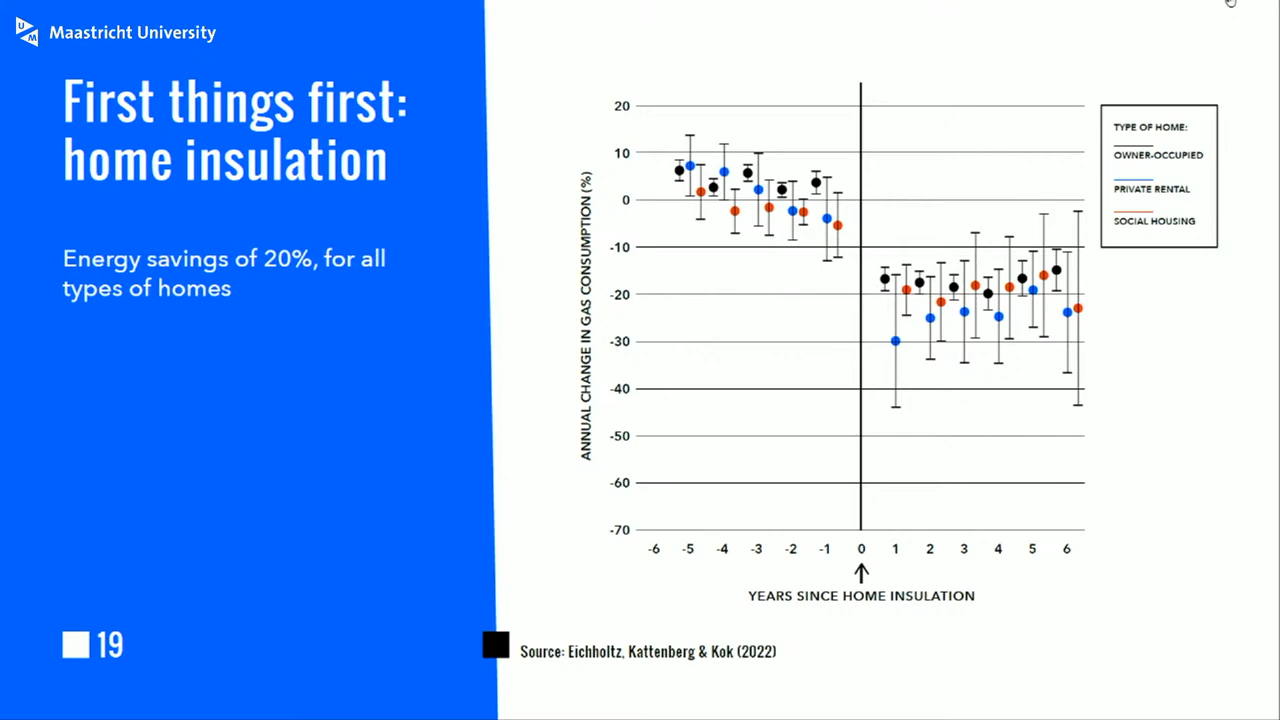 UM
Maastricht University
First things first:
home insulation
Energy savings of 20%, for all
types of homes
19
ANNUAL CHANGE IN GAS CONSUMPTION (%)
20
10
0
-10
-20
-30
-40
-50
-60
-70
-6 -5 -4 -3 -2 -1 0 1 2 3 4 5 6
YEARS SINCE HOME INSULATION
TYPE OF HOME:
OWNER-OCCUPIED
PRIVATE RENTAL
SOCIAL HOUSING
Source: Eichholtz, Kattenberg & Kok (2022)